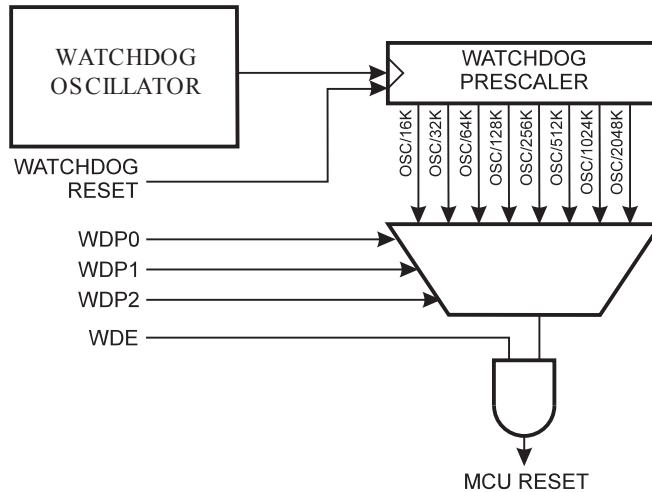 WATCHDOG
OSCILLATOR
WATCHDOG
PRESCALER
WATCHDOG
RESET
OSC/16K
OSC/32K
OSC/64K
OSC/128K
OSC/256K
OSC/512K
OSC/1024K
OSC/2048K
WDP0
WDP1
WDP2
WDE
MCU RESET